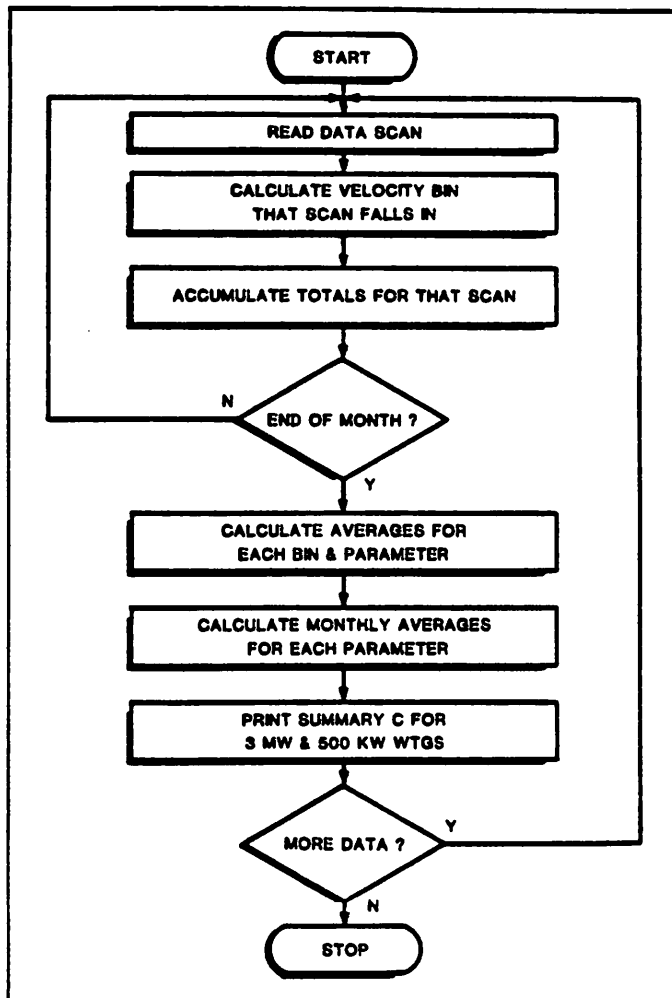 START
READ DATA SCAN
CALCULATE VELOCITY BIN
THAT SCAN FALLS IN
ACCUMULATE TOTALS FOR THAT SCAN
N
END OF MONTH ?
Y
CALCULATE AVERAGES FOR
EACH BIN & PARAMETER
CALCULATE MONTHLY AVERAGES
FOR EACH PARAMETER
PRINT SUMMARY C FOR
3 MW & 500 KW WTGS
Y
MORE DATA ?
N
STOP